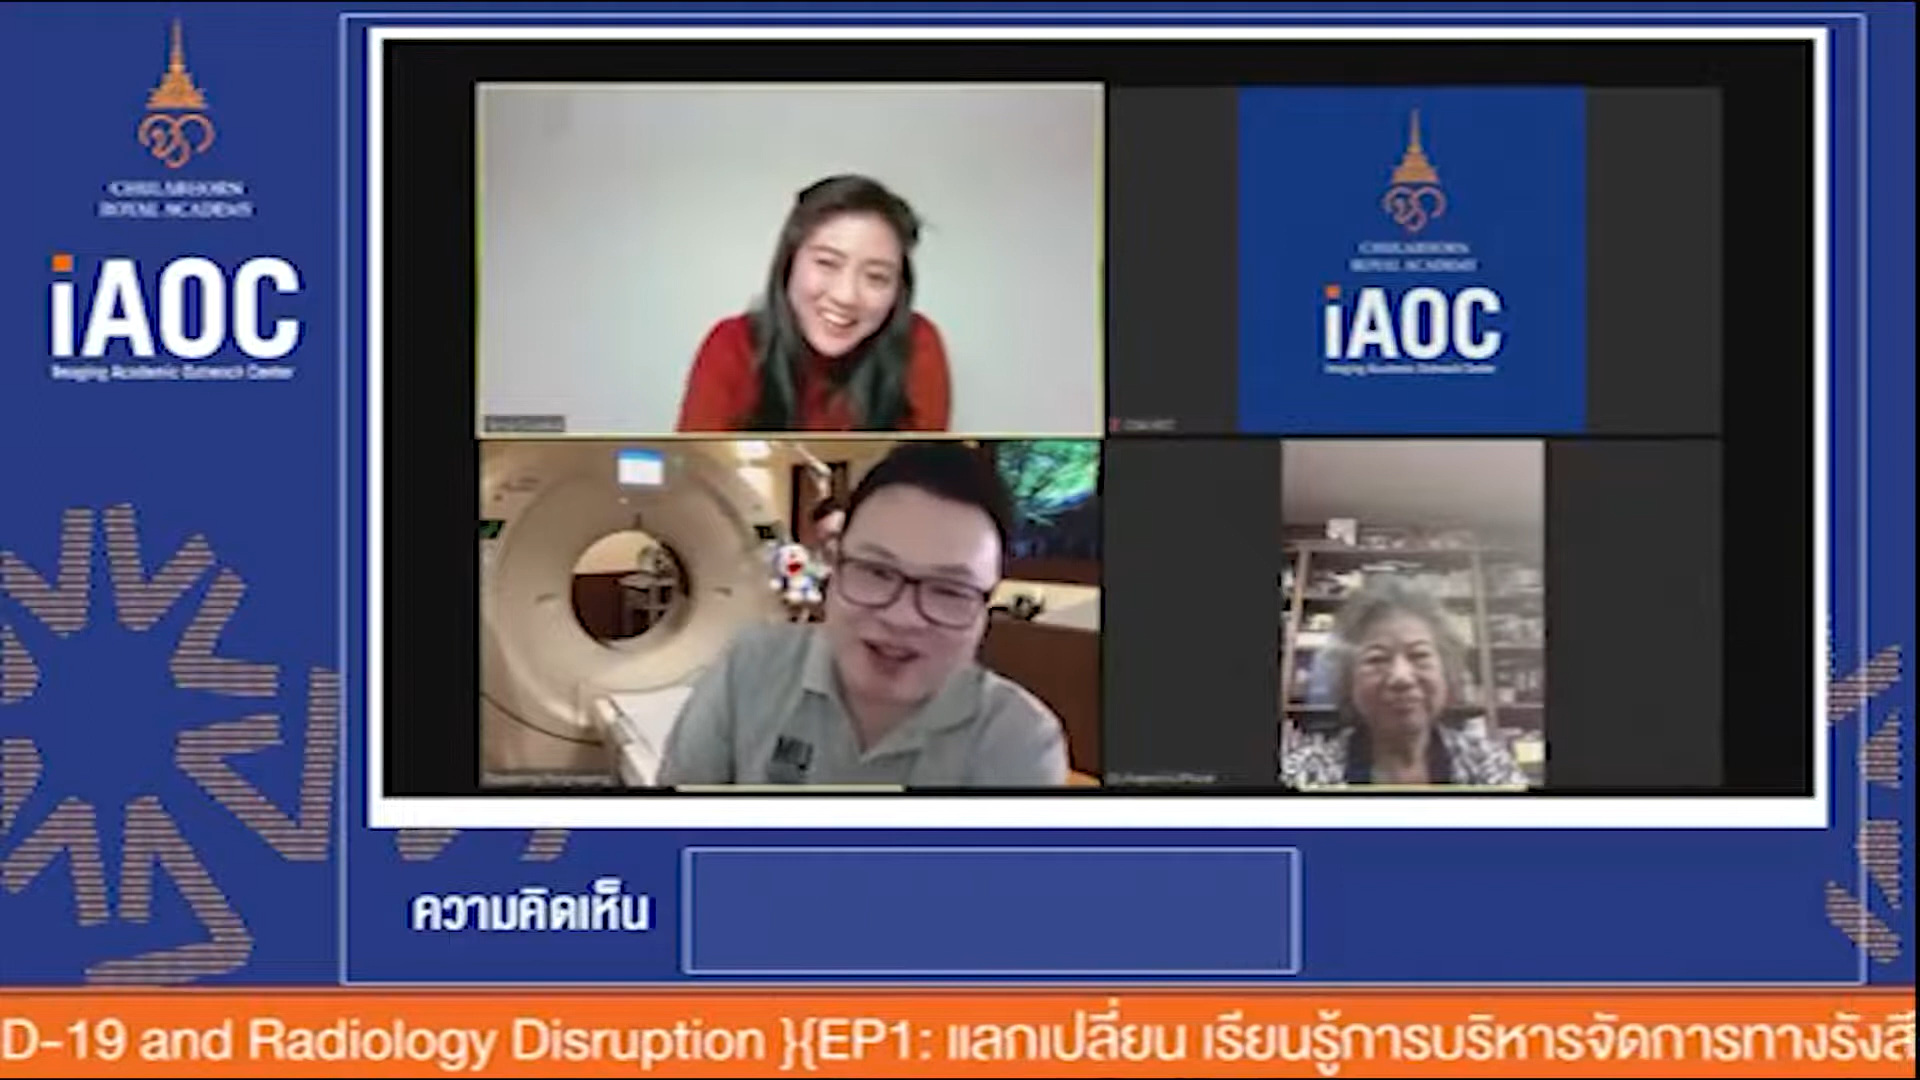 CHULABHORN
ROYAL ACADEMY
iAOC
Imaging Academic Outreach Center
CHULABHORN
ROYAL ACADEMY
iAOC
Imaging Academic Outreach Center
ความคิดเห็น
D-19 and Radiology Disruption }{EP1: แลกเปลี่ยน เรียนรู้การบริหารจัดการทางรังสี